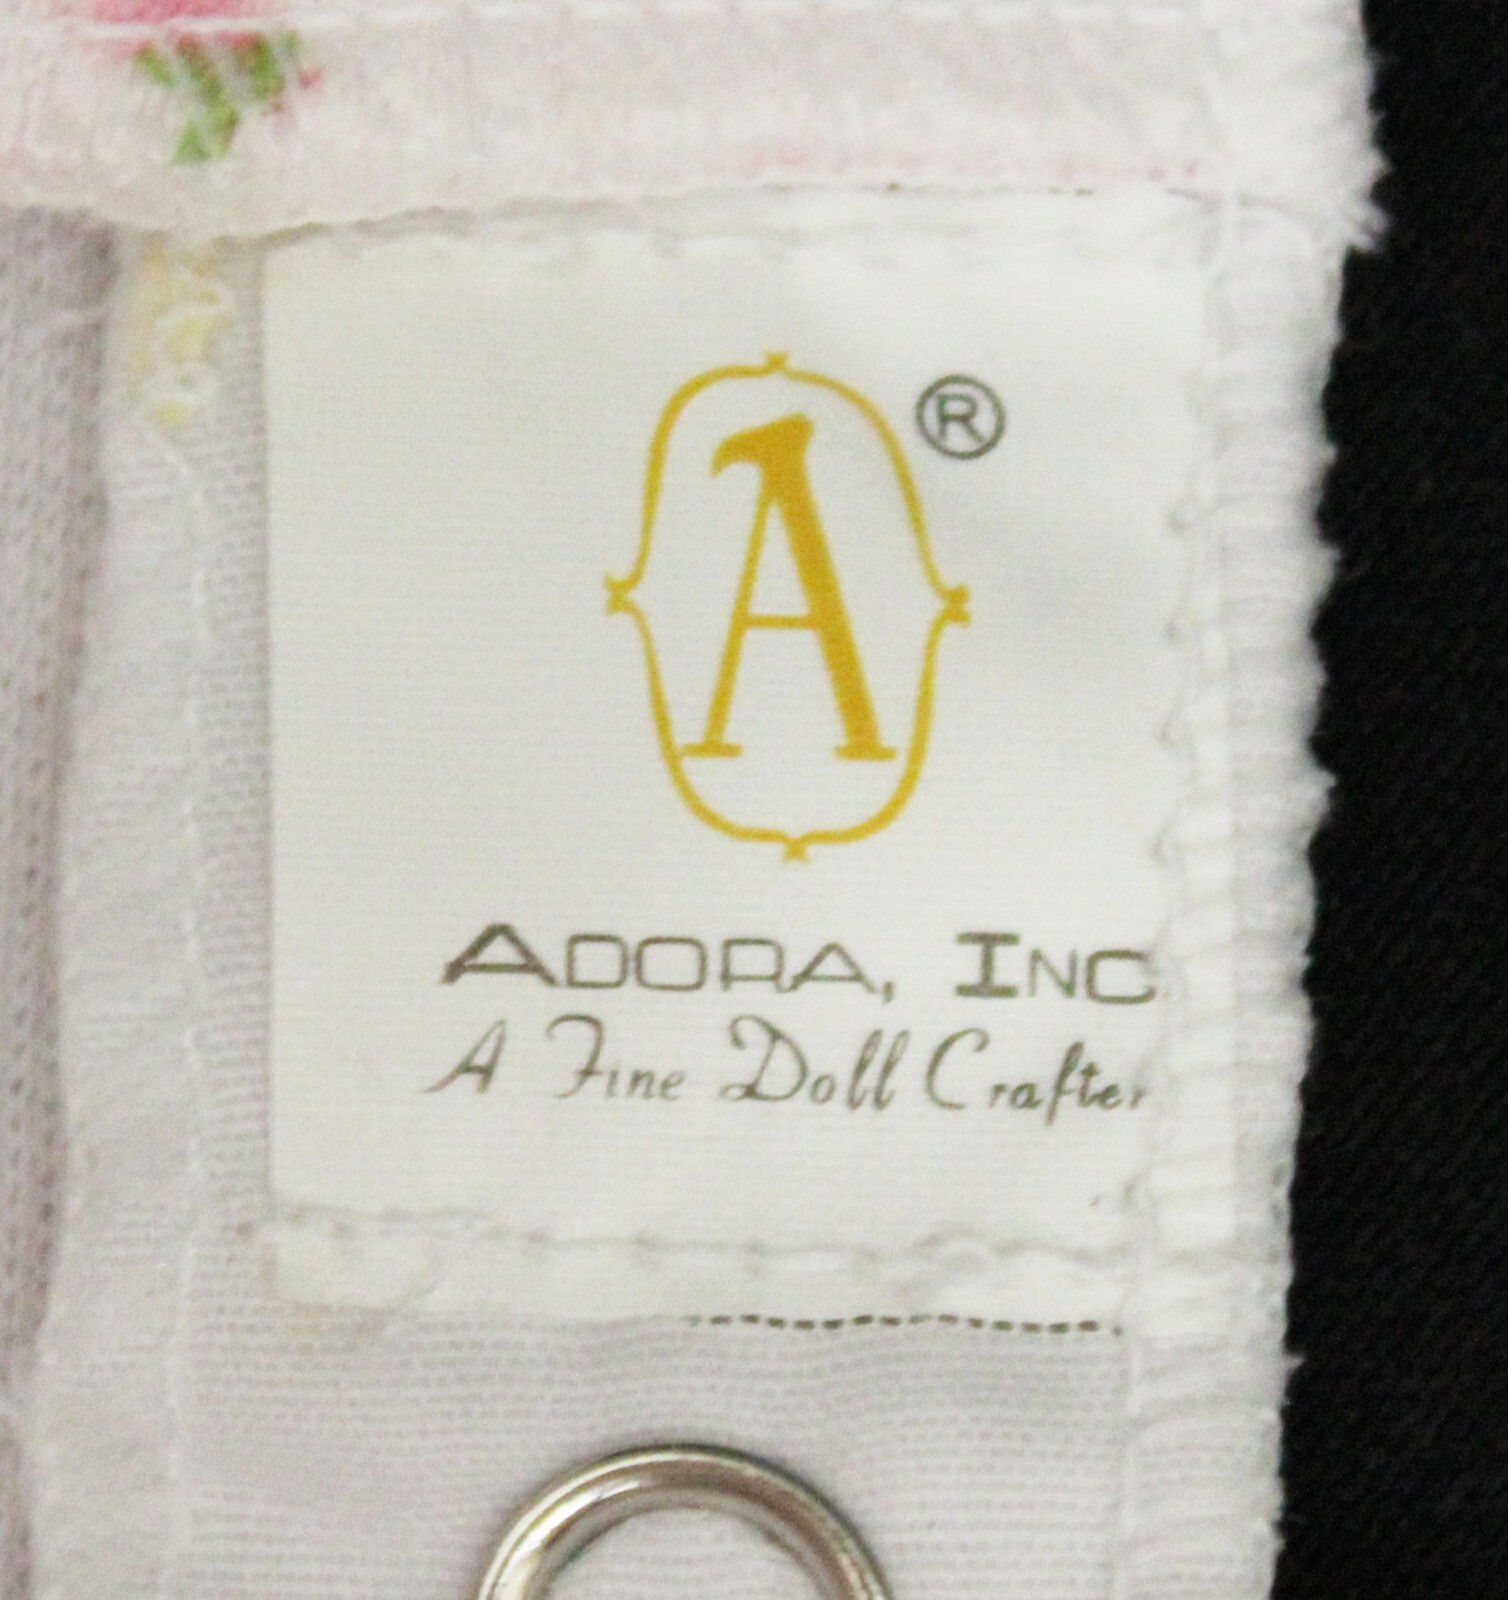 A ®
ADORA, INC
A Fine Doll Crafter